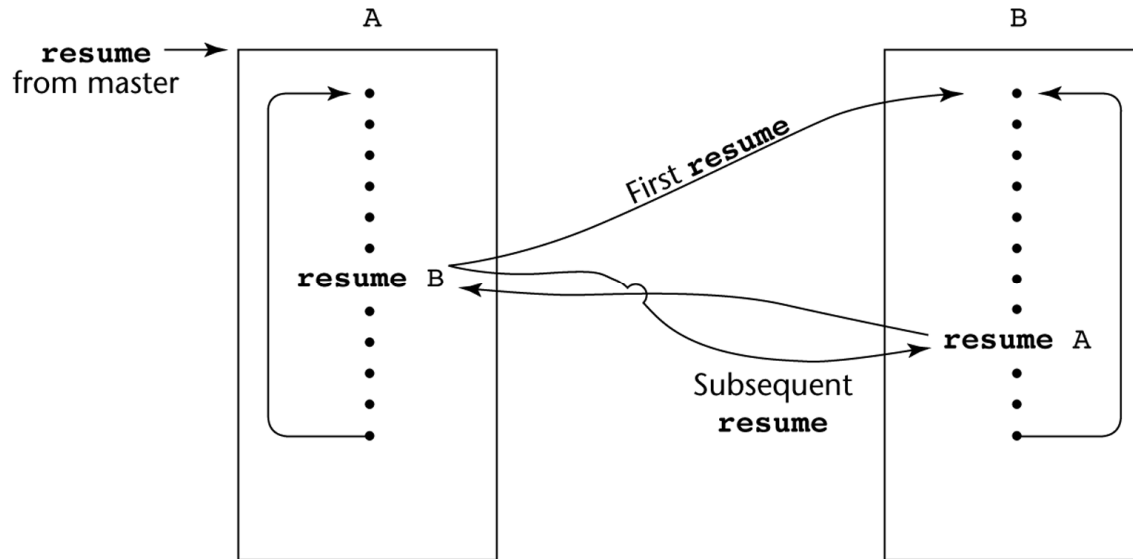 A
B
resume
from master
First resume
resume B
resume A
Subsequent
resume